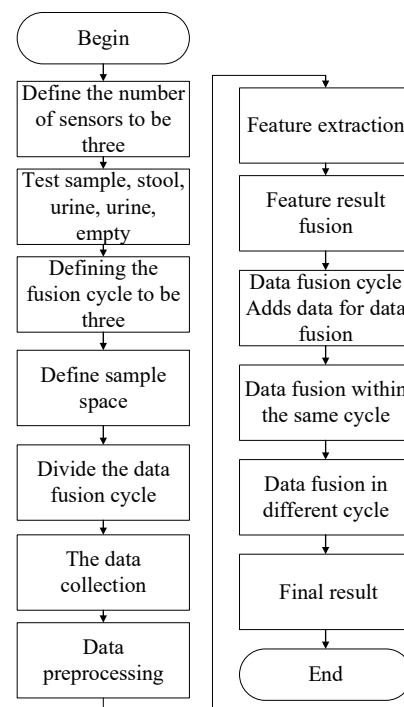 Begin
Define the number
of sensors to be
three
Test sample, stool,
urine, urine,
empty
Defining the
fusion cycle to be
three
Define sample
space
Divide the data
fusion cycle
The data
collection
Data
preprocessing
Feature extraction
Feature result
fusion
Data fusion cycle
Adds data for data
fusion
Data fusion within
the same cycle
Data fusion in
different cycle
Final result
End